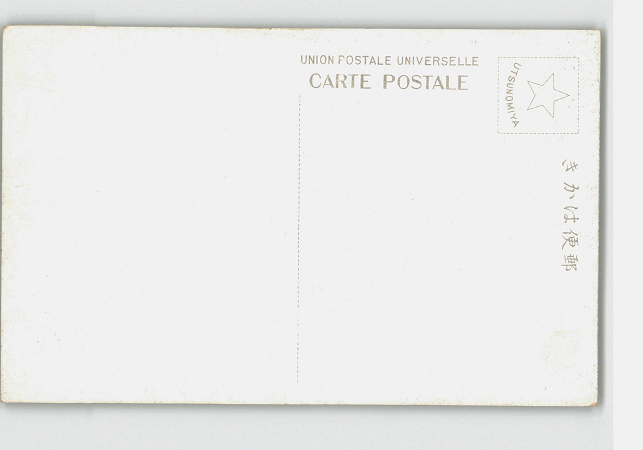 UNION POSTALE UNIVERSELLE
CARTE POSTALE
UTSUNOMIYA
きかは便郵